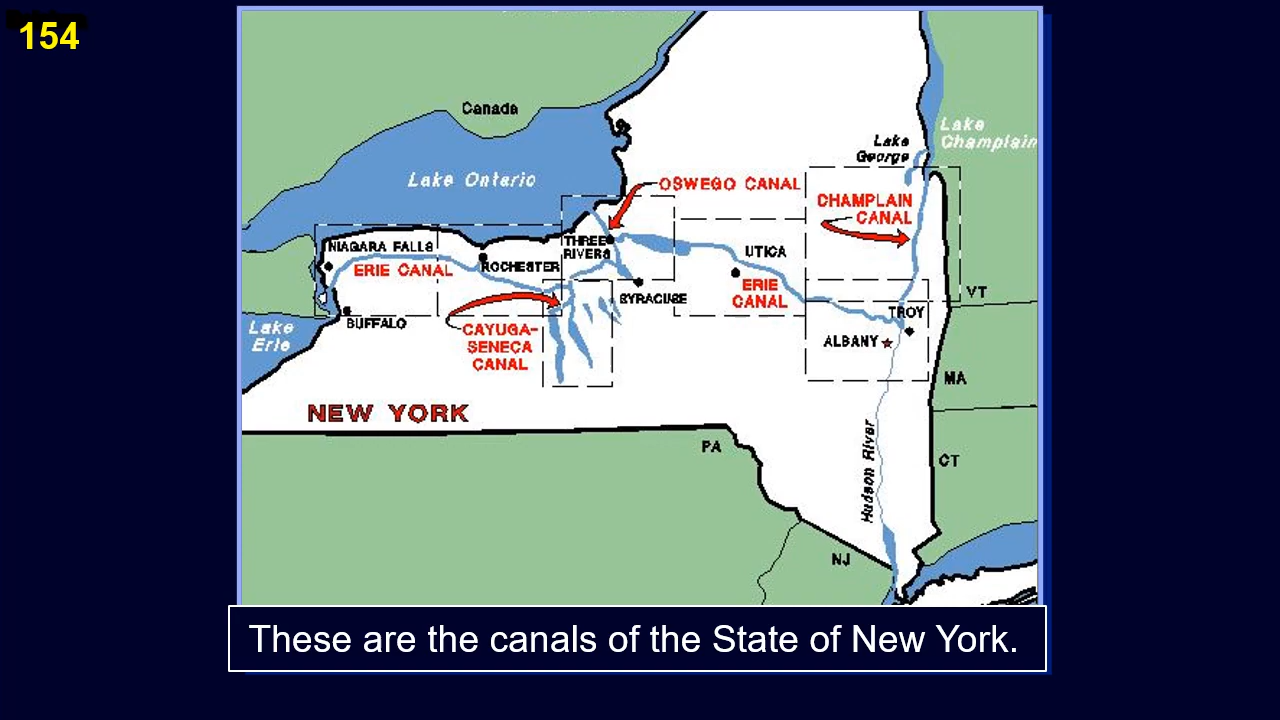 154
Canada
Lake
Champlain
Lake
George
Lake Ontario
OSWEGO CANAL
CHAMPLAIN
CANAL
NIAGARA FALLS
THREE
RIVERS
UTICA
ERIE CANAL
ROCHESTER
ERIE
CANAL
SYRACUSE
VT
BUFFALO
TROY
Lake
Erie
CAYUGA-
SENECA
CANAL
ALBANY
MA
NEW YORK
PA
CT
Hudson River
NJ
These are the canals of the State of New York.